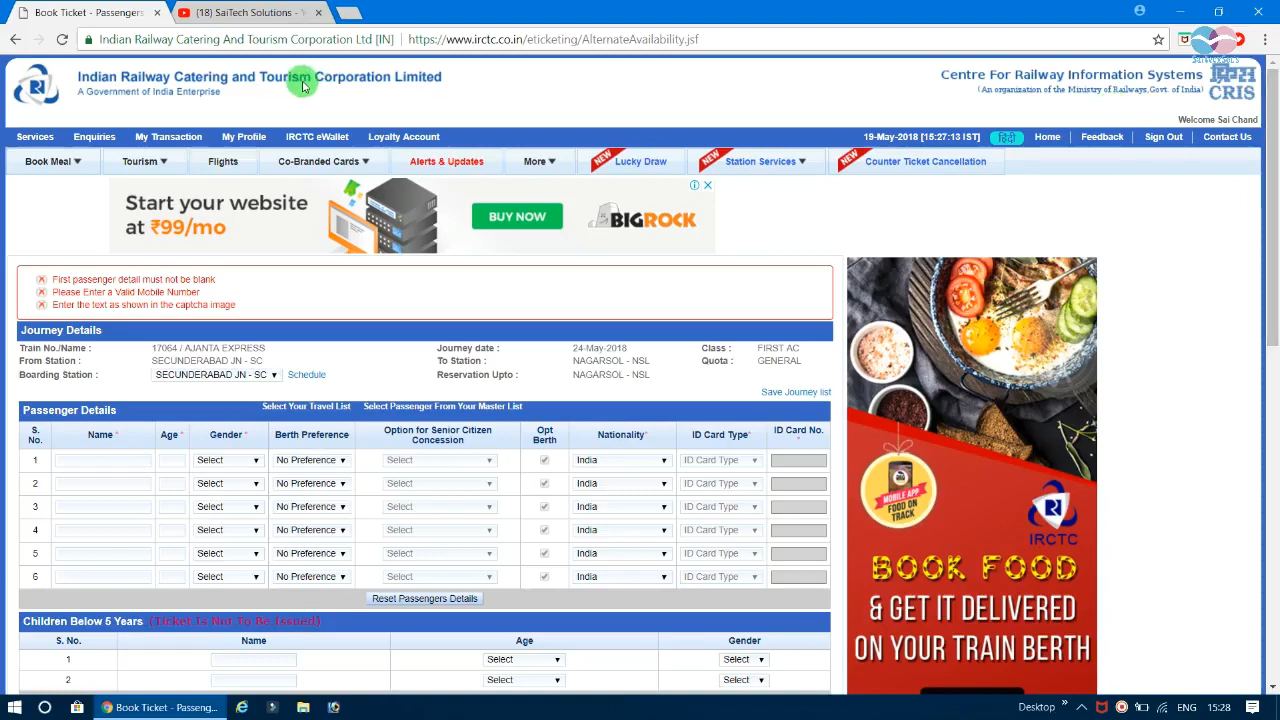 Book Ticket - Passengers
(18) SaiTech Solutions - Y
Indian Railway Catering And Tourism Corporation Ltd [IN]
https://www.irctc.co.in/eticketing/AlternateAvailability.jsf
Indian Railway Catering and Tourism Corporation Limited
A Government of India Enterprise
Centre For Railway Information Systems
(An organization of the Ministry of Railways,Govt. of India)
CRIS
Welcome Sai Chand
Services Enquiries My Transaction My Profile IRCTC eWallet Loyalty Account 19-May-2018 [15:27:13 IST] हिंदी Home Feedback Sign Out Contact Us
Book Meal Tourism Flights Co-Branded Cards Alerts & Updates More NEW Lucky Draw NEW Station Services NEW Counter Ticket Cancellation
Start your website
at ₹99/mo
BUY NOW
BIGROCK
First passenger detail must not be blank
Please Enter a Valid Mobile Number
Enter the text as shown in the captcha image
Journey Details
Train No./Name : 17064 / AJANTA EXPRESS Journey date : 24-May-2018 Class : FIRST AC
From Station : SECUNDERABAD JN - SC To Station : NAGARSOL - NSL Quota : GENERAL
Boarding Station : SECUNDERABAD JN - SC Schedule Reservation Upto : NAGARSOL - NSL
Save Journey list
Passenger Details Select Your Travel List Select Passenger From Your Master List
S. No. Name * Age * Gender * Berth Preference Option for Senior Citizen Concession Opt Berth Nationality* ID Card Type* ID Card No. *
1 Select No Preference Select India ID Card Type
2 Select No Preference Select India ID Card Type
3 Select No Preference Select India ID Card Type
4 Select No Preference Select India ID Card Type
5 Select No Preference Select India ID Card Type
6 Select No Preference Select India ID Card Type
Reset Passengers Details
Children Below 5 Years (Ticket Is Not To Be Issued)
S. No. Name Age Gender
1 Select Select
2 Select Select
MOBILE APP
FOOD ON
TRACK
IRCTC
BOOK FOOD
& GET IT DELIVERED
ON YOUR TRAIN BERTH
Book Ticket - Passeng...
Desktop
ENG 15:28